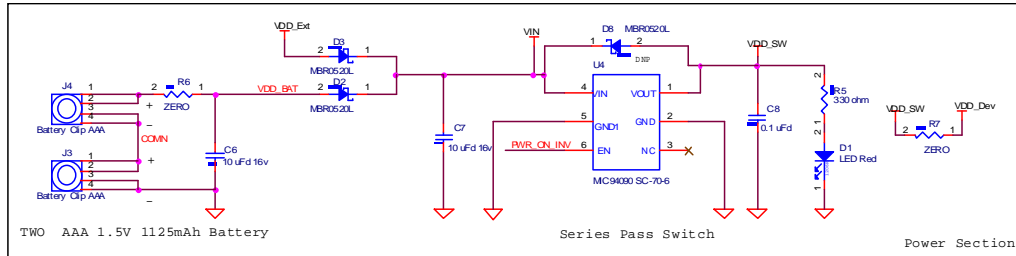 VDD_Ext
D3
2 1
MBR0520L
D2
2 1
MBR0520L
VDD_BAT
J4
1
2
3
4
Battery Clip AAA
R6
2 1
ZERO
+
−
COMN
+
−
J3
1
2
3
4
Battery Clip AAA
C6
10 uFd 16v
C7
10 uFd 16v
VIN
D8
MBR0520L
1 2
DNP
U4
4 VIN VOUT 1
5 GND1 GND 2
6 EN NC 3
PWR_ON_INV
MIC94090 SC-70-6
VDD_SW
C8
0.1 uFd
2
R5
330 ohm
1
2
D1
LED Red
1
VDD_SW
VDD_Dev
R7
2 1
ZERO
TWO AAA 1.5V 1125mAh Battery
Series Pass Switch
Power Section